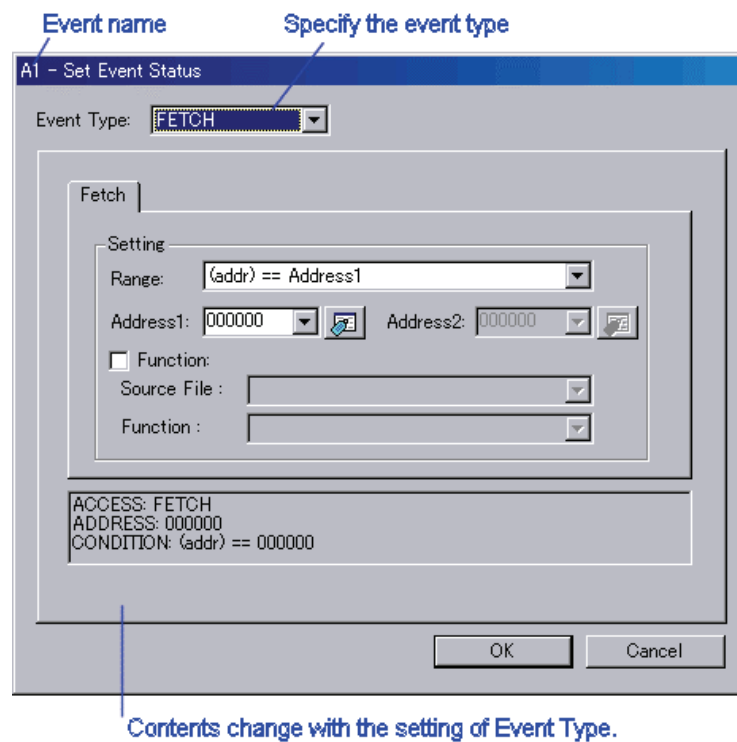 Event name Specify the event type
A1 - Set Event Status
Event Type: FETCH
Fetch
Setting
Range: (addr) == Address1
Address1: 000000 Address2: 000000
Function:
Source File :
Function :
ACCESS: FETCH
ADDRESS: 000000
CONDITION: (addr) == 000000
OK Cancel
Contents change with the setting of Event Type.